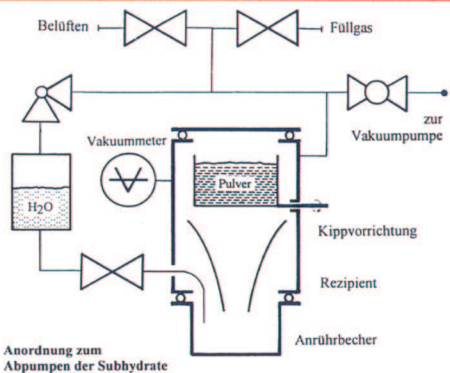 Belüften
Füllgas
zur
Vakuumpumpe
Vakuummeter
Pulver
H₂O
Kippvorrichtung
Rezipient
Anrührbecher
Anordnung zum
Abpumpen der Subhydrate